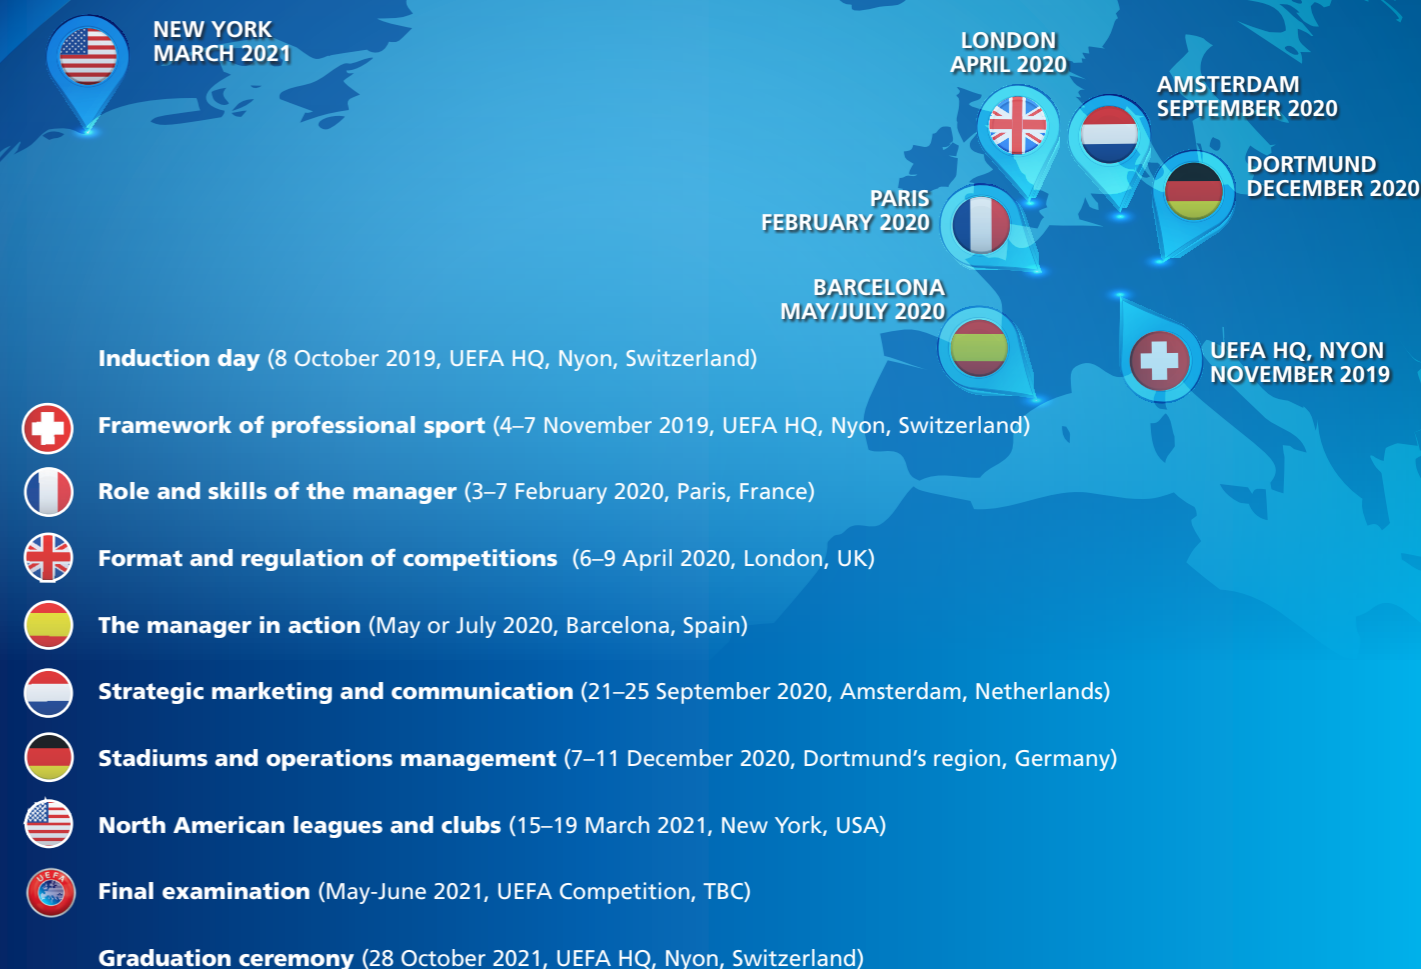 NEW YORK
MARCH 2021
LONDON
APRIL 2020
AMSTERDAM
SEPTEMBER 2020
DORTMUND
DECEMBER 2020
PARIS
FEBRUARY 2020
BARCELONA
MAY/JULY 2020
UEFA HQ, NYON
NOVEMBER 2019
Induction day (8 October 2019, UEFA HQ, Nyon, Switzerland)
Framework of professional sport (4–7 November 2019, UEFA HQ, Nyon, Switzerland)
Role and skills of the manager (3–7 February 2020, Paris, France)
Format and regulation of competitions (6–9 April 2020, London, UK)
The manager in action (May or July 2020, Barcelona, Spain)
Strategic marketing and communication (21–25 September 2020, Amsterdam, Netherlands)
Stadiums and operations management (7–11 December 2020, Dortmund's region, Germany)
North American leagues and clubs (15–19 March 2021, New York, USA)
UEFA
Final examination (May-June 2021, UEFA Competition, TBC)
Graduation ceremony (28 October 2021, UEFA HQ, Nyon, Switzerland)